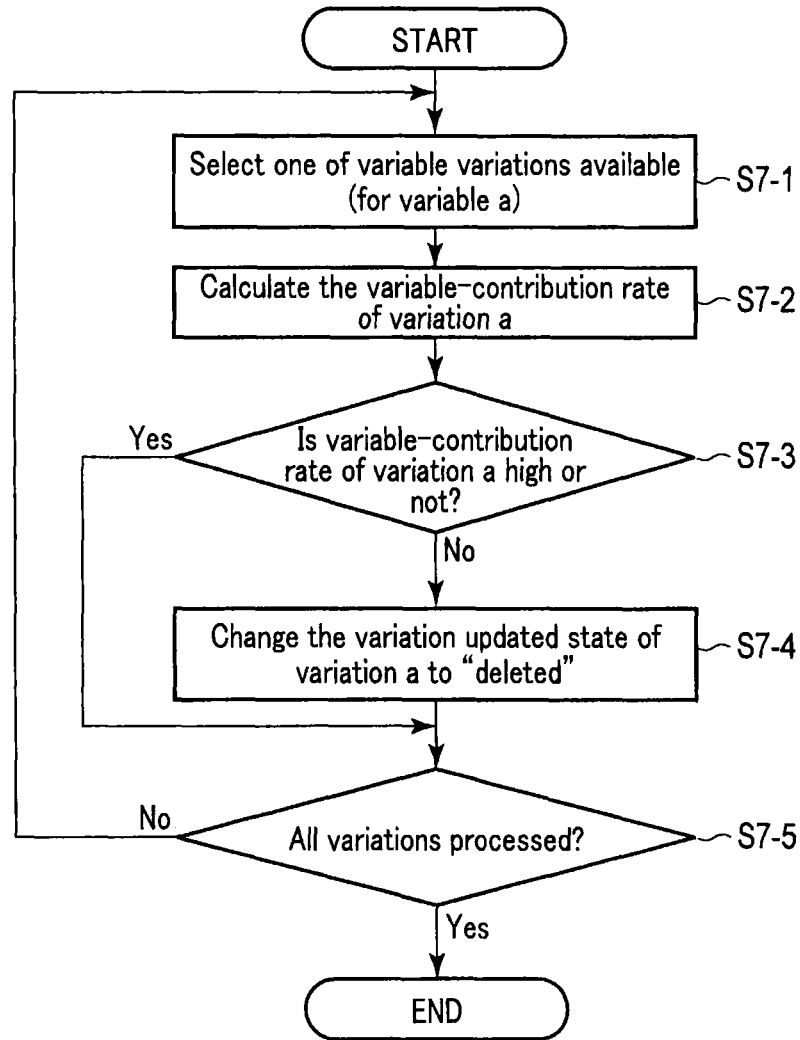 START
Select one of variable variations available
(for variable a)
S7-1
Calculate the variable-contribution rate
of variation a
S7-2
Yes
Is variable-contribution
rate of variation a high or
not?
S7-3
No
Change the variation updated state of
variation a to “deleted”
S7-4
No
All variations processed?
S7-5
Yes
END